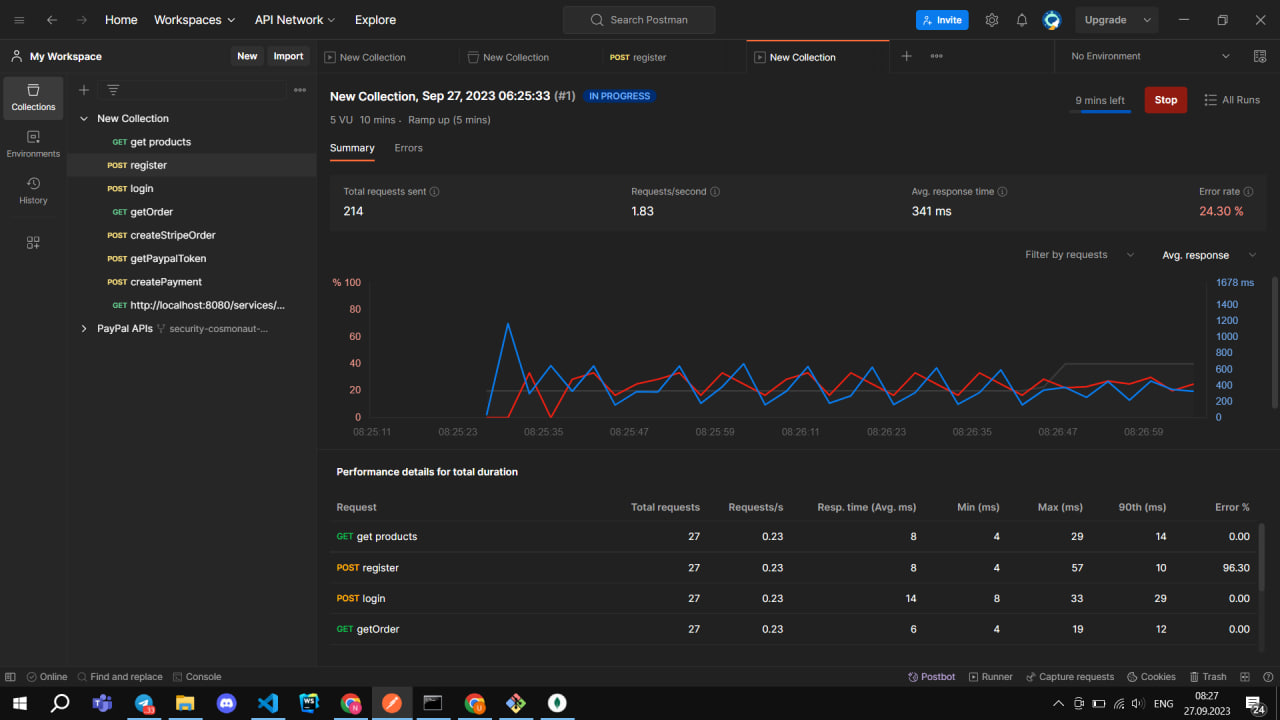 Home Workspaces API Network Explore Search Postman Invite Upgrade
My Workspace New Import New Collection New Collection POST register New Collection No Environment
Collections
Environments
History
New Collection
GET get products
POST register
POST login
GET getOrder
POST createStripeOrder
POST getPaypalToken
POST createPayment
GET http://localhost:8080/services/...
PayPal APIs security-cosmonaut-...
New Collection, Sep 27, 2023 06:25:33 (#1) IN PROGRESS 9 mins left Stop All Runs
5 VU 10 mins · Ramp up (5 mins)
Summary Errors
Total requests sent Requests/second Avg. response time Error rate
214 1.83 341 ms 24.30 %
Filter by requests Avg. response
% 100 1678 ms
80 1400
1200
60 1000
800
40 600
20 400
200
0 0
08:25:11 08:25:23 08:25:35 08:25:47 08:25:59 08:26:11 08:26:23 08:26:35 08:26:47 08:26:59
Performance details for total duration
Request Total requests Requests/s Resp. time (Avg. ms) Min (ms) Max (ms) 90th (ms) Error %
GET get products 27 0.23 8 4 29 14 0.00
POST register 27 0.23 8 4 57 10 96.30
POST login 27 0.23 14 8 33 29 0.00
GET getOrder 27 0.23 6 4 19 12 0.00
Online Find and replace Console Postbot Runner Capture requests Cookies Trash
WS N U ENG 08:27
27.09.2023 24